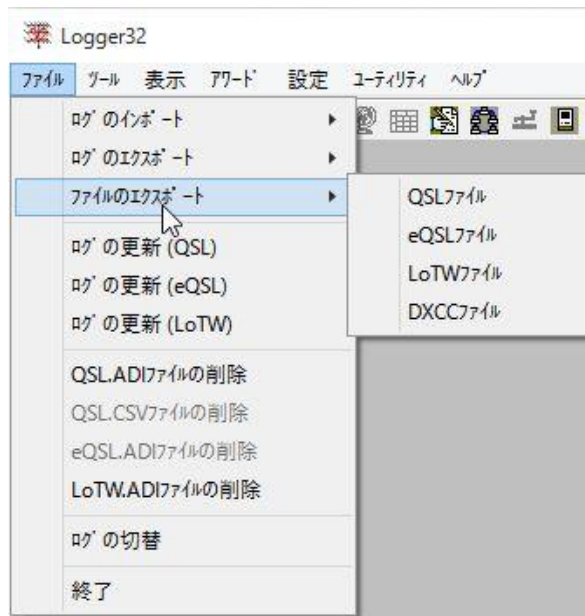 Logger32
ﾌｧｲﾙ ﾂｰﾙ 表示 ｱﾜｰﾄﾞ 設定 ﾕｰﾃｨﾘﾃｨ ﾍﾙﾌﾟ
ﾛｸﾞのｲﾝﾎﾟｰﾄ
ﾛｸﾞのｴｸｽﾎﾟｰﾄ
ﾌｧｲﾙのｴｸｽﾎﾟｰﾄ
QSLﾌｧｲﾙ
eQSLﾌｧｲﾙ
LoTWﾌｧｲﾙ
DXCCﾌｧｲﾙ
ﾛｸﾞの更新 (QSL)
ﾛｸﾞの更新 (eQSL)
ﾛｸﾞの更新 (LoTW)
QSL.ADIﾌｧｲﾙの削除
QSL.CSVﾌｧｲﾙの削除
eQSL.ADIﾌｧｲﾙの削除
LoTW.ADIﾌｧｲﾙの削除
ﾛｸﾞの切替
終了